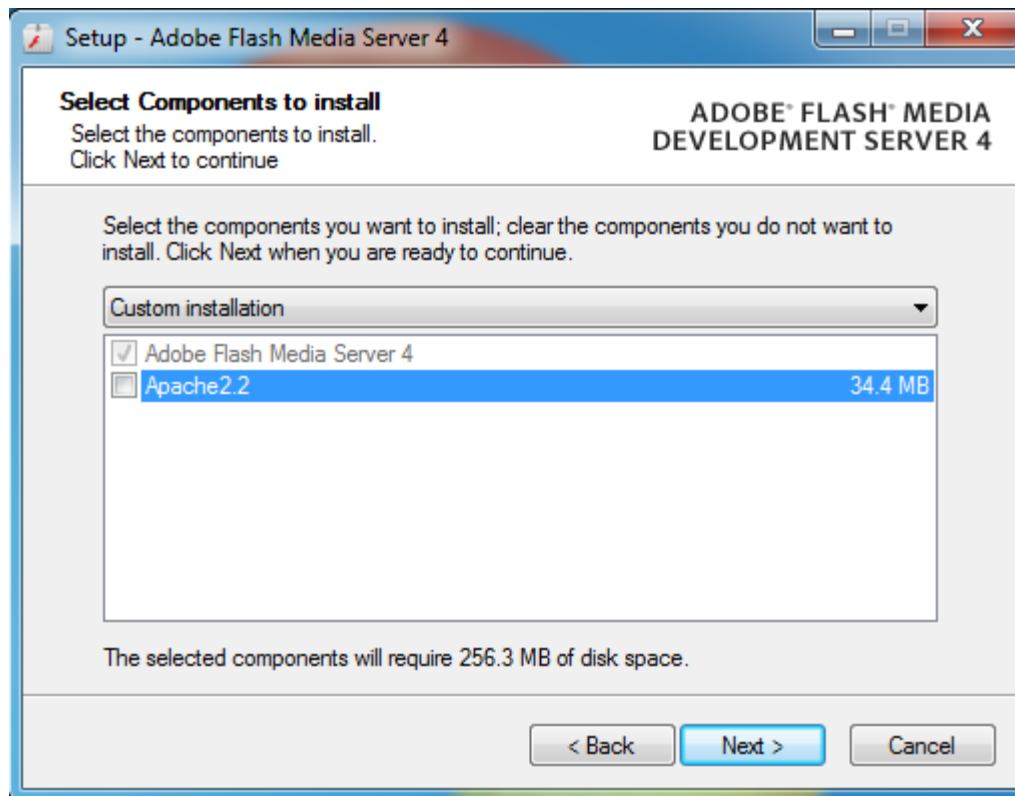 Setup - Adobe Flash Media Server 4
Select Components to install
Select the components to install.
Click Next to continue
ADOBE® FLASH® MEDIA
DEVELOPMENT SERVER 4
Select the components you want to install; clear the components you do not want to
install. Click Next when you are ready to continue.
Custom installation
Adobe Flash Media Server 4
Apache2.2 34.4 MB
The selected components will require 256.3 MB of disk space.
< Back Next > Cancel